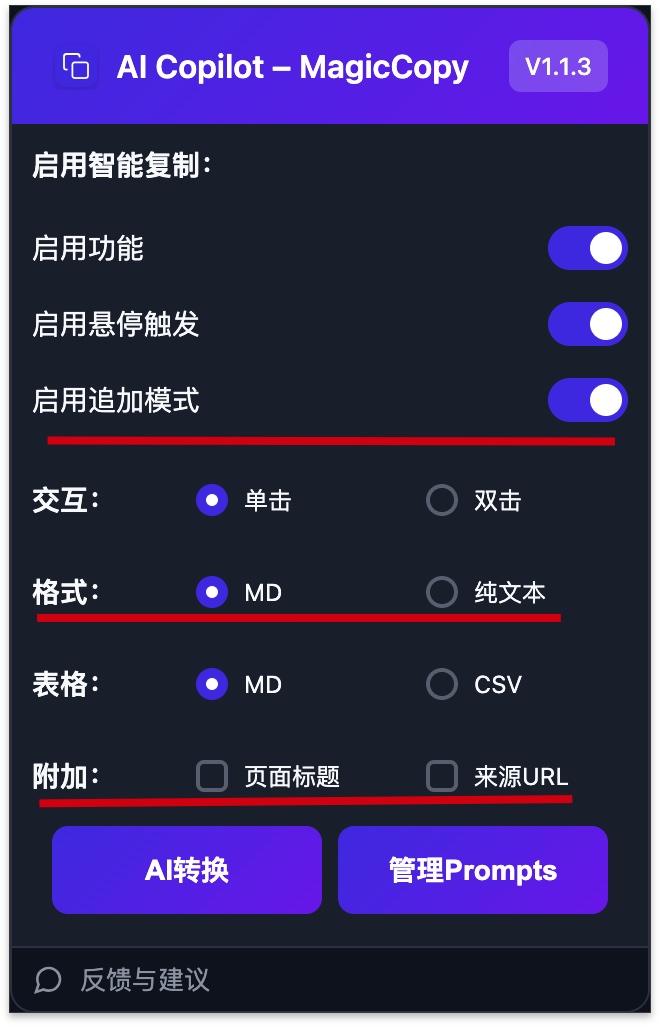 AI Copilot – MagicCopy V1.1.3
启用智能复制：
启用功能
启用悬停触发
启用追加模式
交互： 单击 双击
格式： MD 纯文本
表格： MD CSV
附加： 页面标题 来源URL
AI转换 管理Prompts
反馈与建议